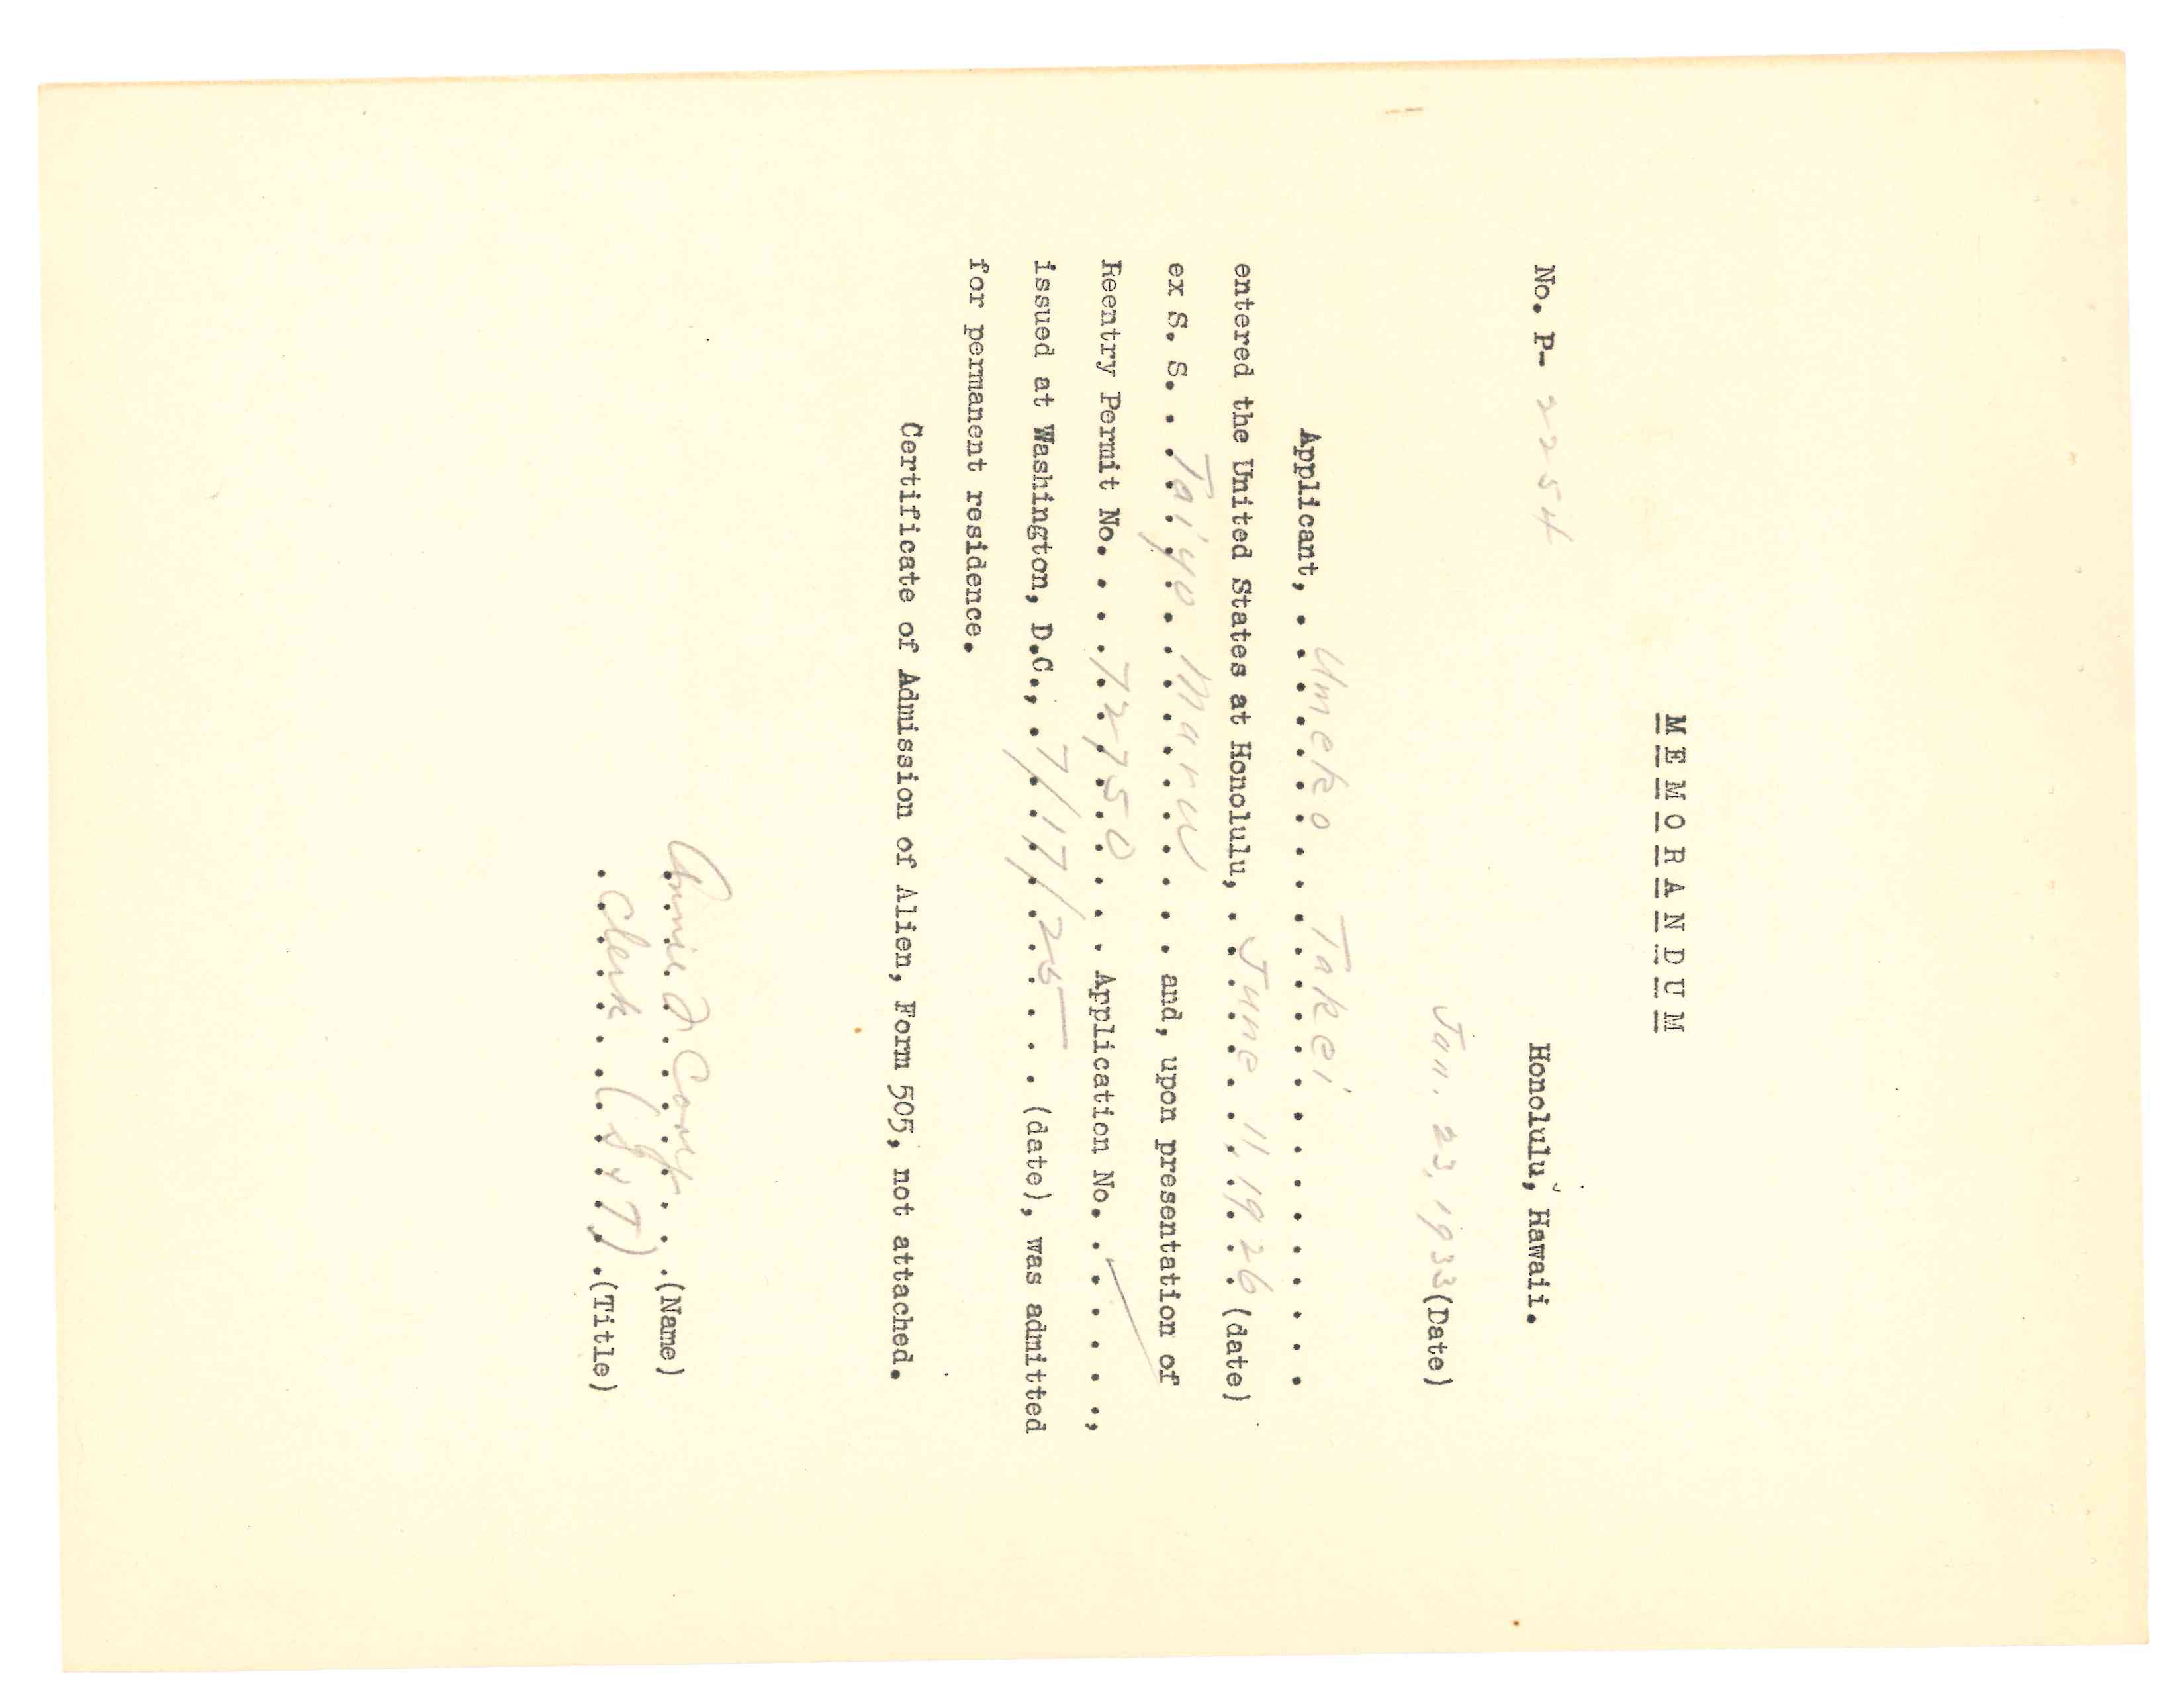 MEMORANDUM
No. P- 2254
Honolulu, Hawaii.
Jan. 23, 1933 (Date)
Applicant, Umeko Takei
entered the United States at Honolulu, June 11, 1926 (date)
ex S. S. Taiyo Maru and, upon presentation of
Reentry Permit No. 72750 Application No. ✓,
issued at Washington, D.C., 7/17/25 (date), was admitted
for permanent residence.
Certificate of Admission of Alien, Form 505, not attached.
Annie F Cory (Name)
Clerk (S & T) (Title)